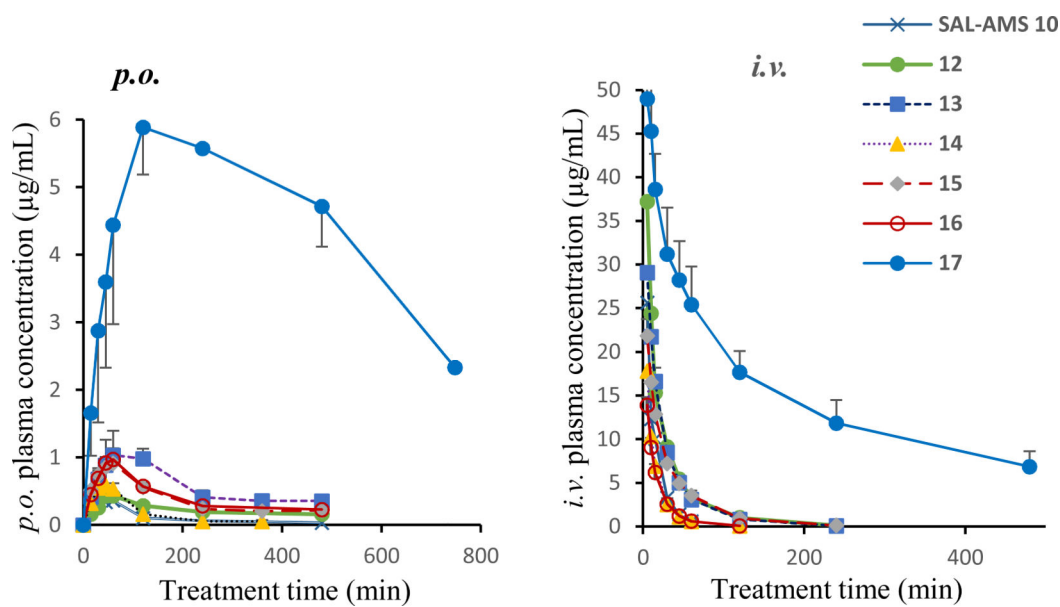 p.o.
p.o. plasma concentration (µg/mL)
6
5
4
3
2
1
0
0 200 400 600 800
Treatment time (min)
i.v.
i.v. plasma concentration (µg/mL)
50
45
40
35
30
25
20
15
10
5
0
0 200 400
Treatment time (min)
SAL-AMS 10
12
13
14
15
16
17